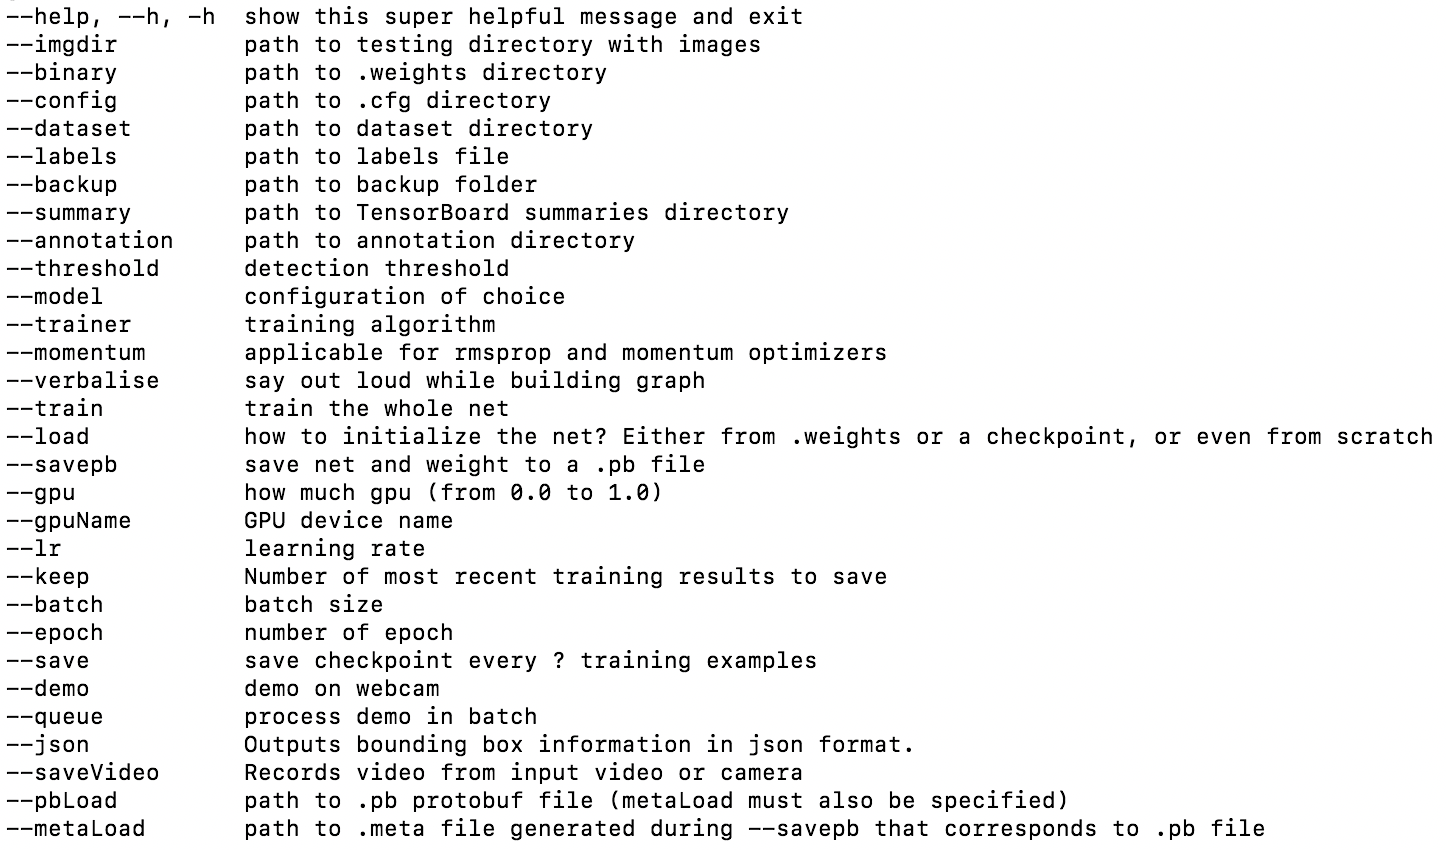 --help, --h, -h  show this super helpful message and exit
--imgdir         path to testing directory with images
--binary         path to .weights directory
--config         path to .cfg directory
--dataset        path to dataset directory
--labels         path to labels file
--backup         path to backup folder
--summary        path to TensorBoard summaries directory
--annotation     path to annotation directory
--threshold      detection threshold
--model          configuration of choice
--trainer        training algorithm
--momentum       applicable for rmsprop and momentum optimizers
--verbalise      say out loud while building graph
--train          train the whole net
--load           how to initialize the net? Either from .weights or a checkpoint, or even from scratch
--savepb         save net and weight to a .pb file
--gpu            how much gpu (from 0.0 to 1.0)
--gpuName        GPU device name
--lr             learning rate
--keep           Number of most recent training results to save
--batch          batch size
--epoch          number of epoch
--save           save checkpoint every ? training examples
--demo           demo on webcam
--queue          process demo in batch
--json           Outputs bounding box information in json format.
--saveVideo      Records video from input video or camera
--pbLoad         path to .pb protobuf file (metaLoad must also be specified)
--metaLoad       path to .meta file generated during --savepb that corresponds to .pb file